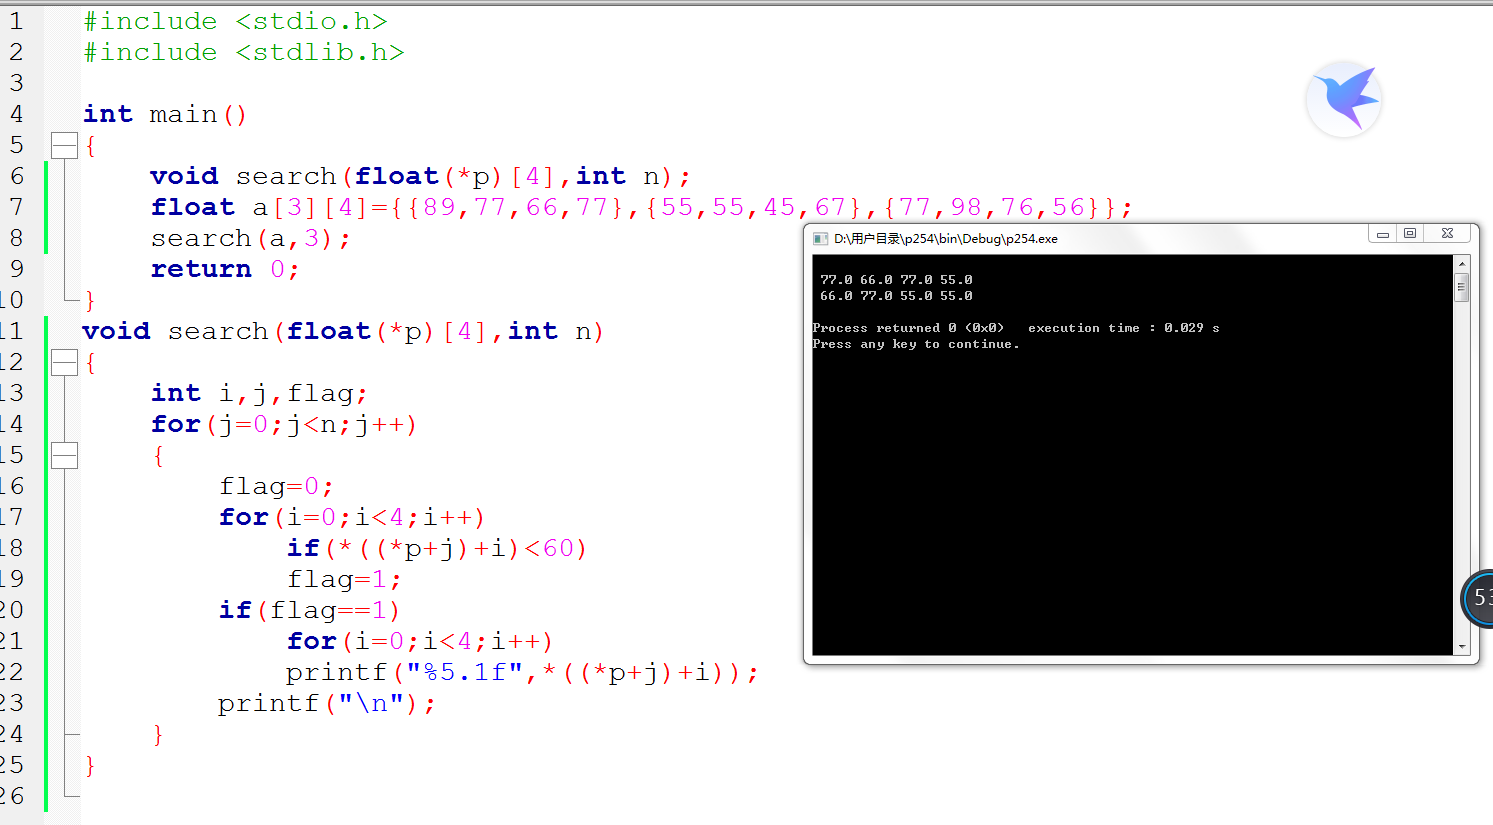 1 #include <stdio.h>
2 #include <stdlib.h>
3
4 int main()
5 {
6 void search(float(*p)[4],int n);
7 float a[3][4]={{89,77,66,77},{55,55,45,67},{77,98,76,56}};
8 search(a,3);
9 return 0;
10 }
11 void search(float(*p)[4],int n)
12 {
13 int i,j,flag;
14 for(j=0;j<n;j++)
15 {
16 flag=0;
17 for(i=0;i<4;i++)
18 if(*((*p+j)+i)<60)
19 flag=1;
20 if(flag==1)
21 for(i=0;i<4;i++)
22 printf("%5.1f",*((*p+j)+i));
23 printf("\n");
24 }
25 }
26
D:\用户目录\p254\bin\Debug\p254.exe
77.0 66.0 77.0 55.0
66.0 77.0 55.0 55.0
Process returned 0 (0x0) execution time : 0.029 s
Press any key to continue.
53